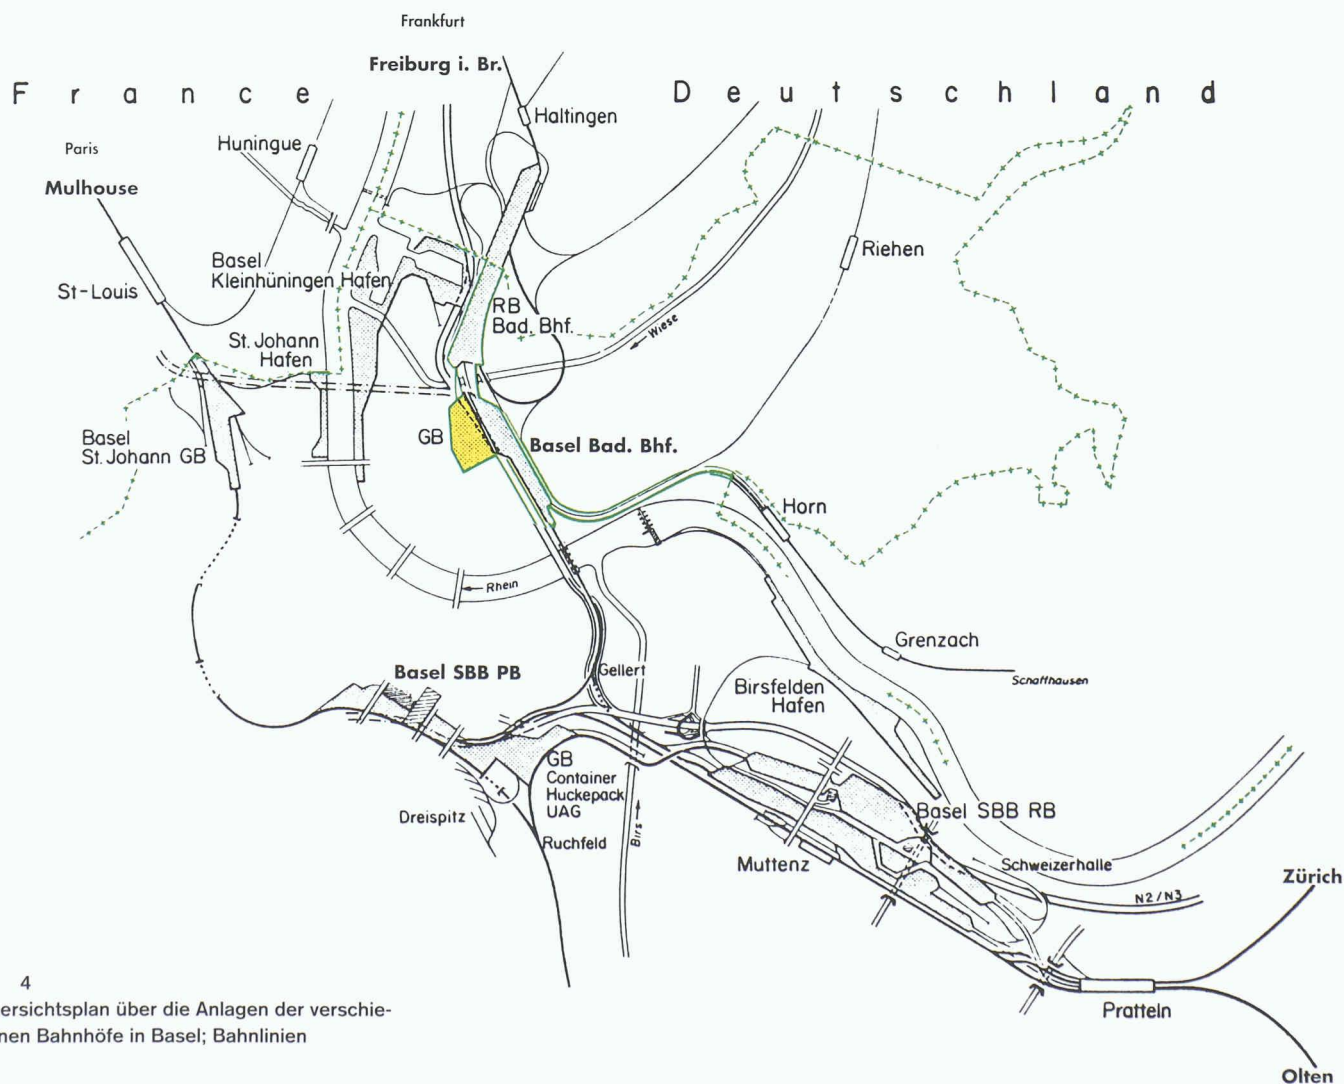 Frankfurt
Freiburg i. Br.
France
Deutschland
Haltingen
Huningue
Paris
Mulhouse
Riehen
Basel
Kleinhüningen Hafen
St-Louis
RB
Bad. Bhf.
Wiese
St. Johann
Hafen
GB
Basel Bad. Bhf.
Basel
St. Johann GB
Horn
Rhein
Grenzach
Schaffhausen
Gellert
Basel SBB PB
Birsfelden
Hafen
GB
Container
Huckepack
UAG
Dreispitz
Ruchfeld
Birs
Basel SBB RB
Muttenz
Schweizerhalle
N2/N3
Zürich
Pratteln
Olten
4
ersichtsplan über die Anlagen der verschie-
nen Bahnhöfe in Basel; Bahnlinien